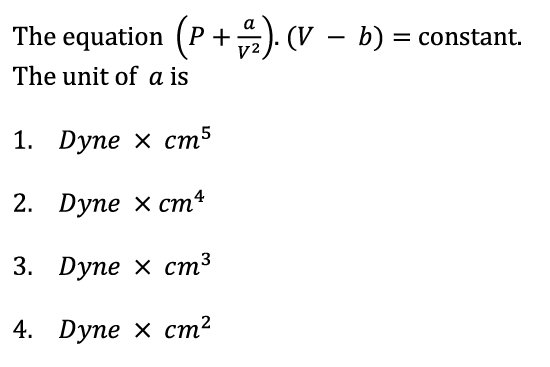 The equation (P + a/V²). (V − b) = constant.
The unit of a is
1. Dyne × cm⁵
2. Dyne × cm⁴
3. Dyne × cm³
4. Dyne × cm²